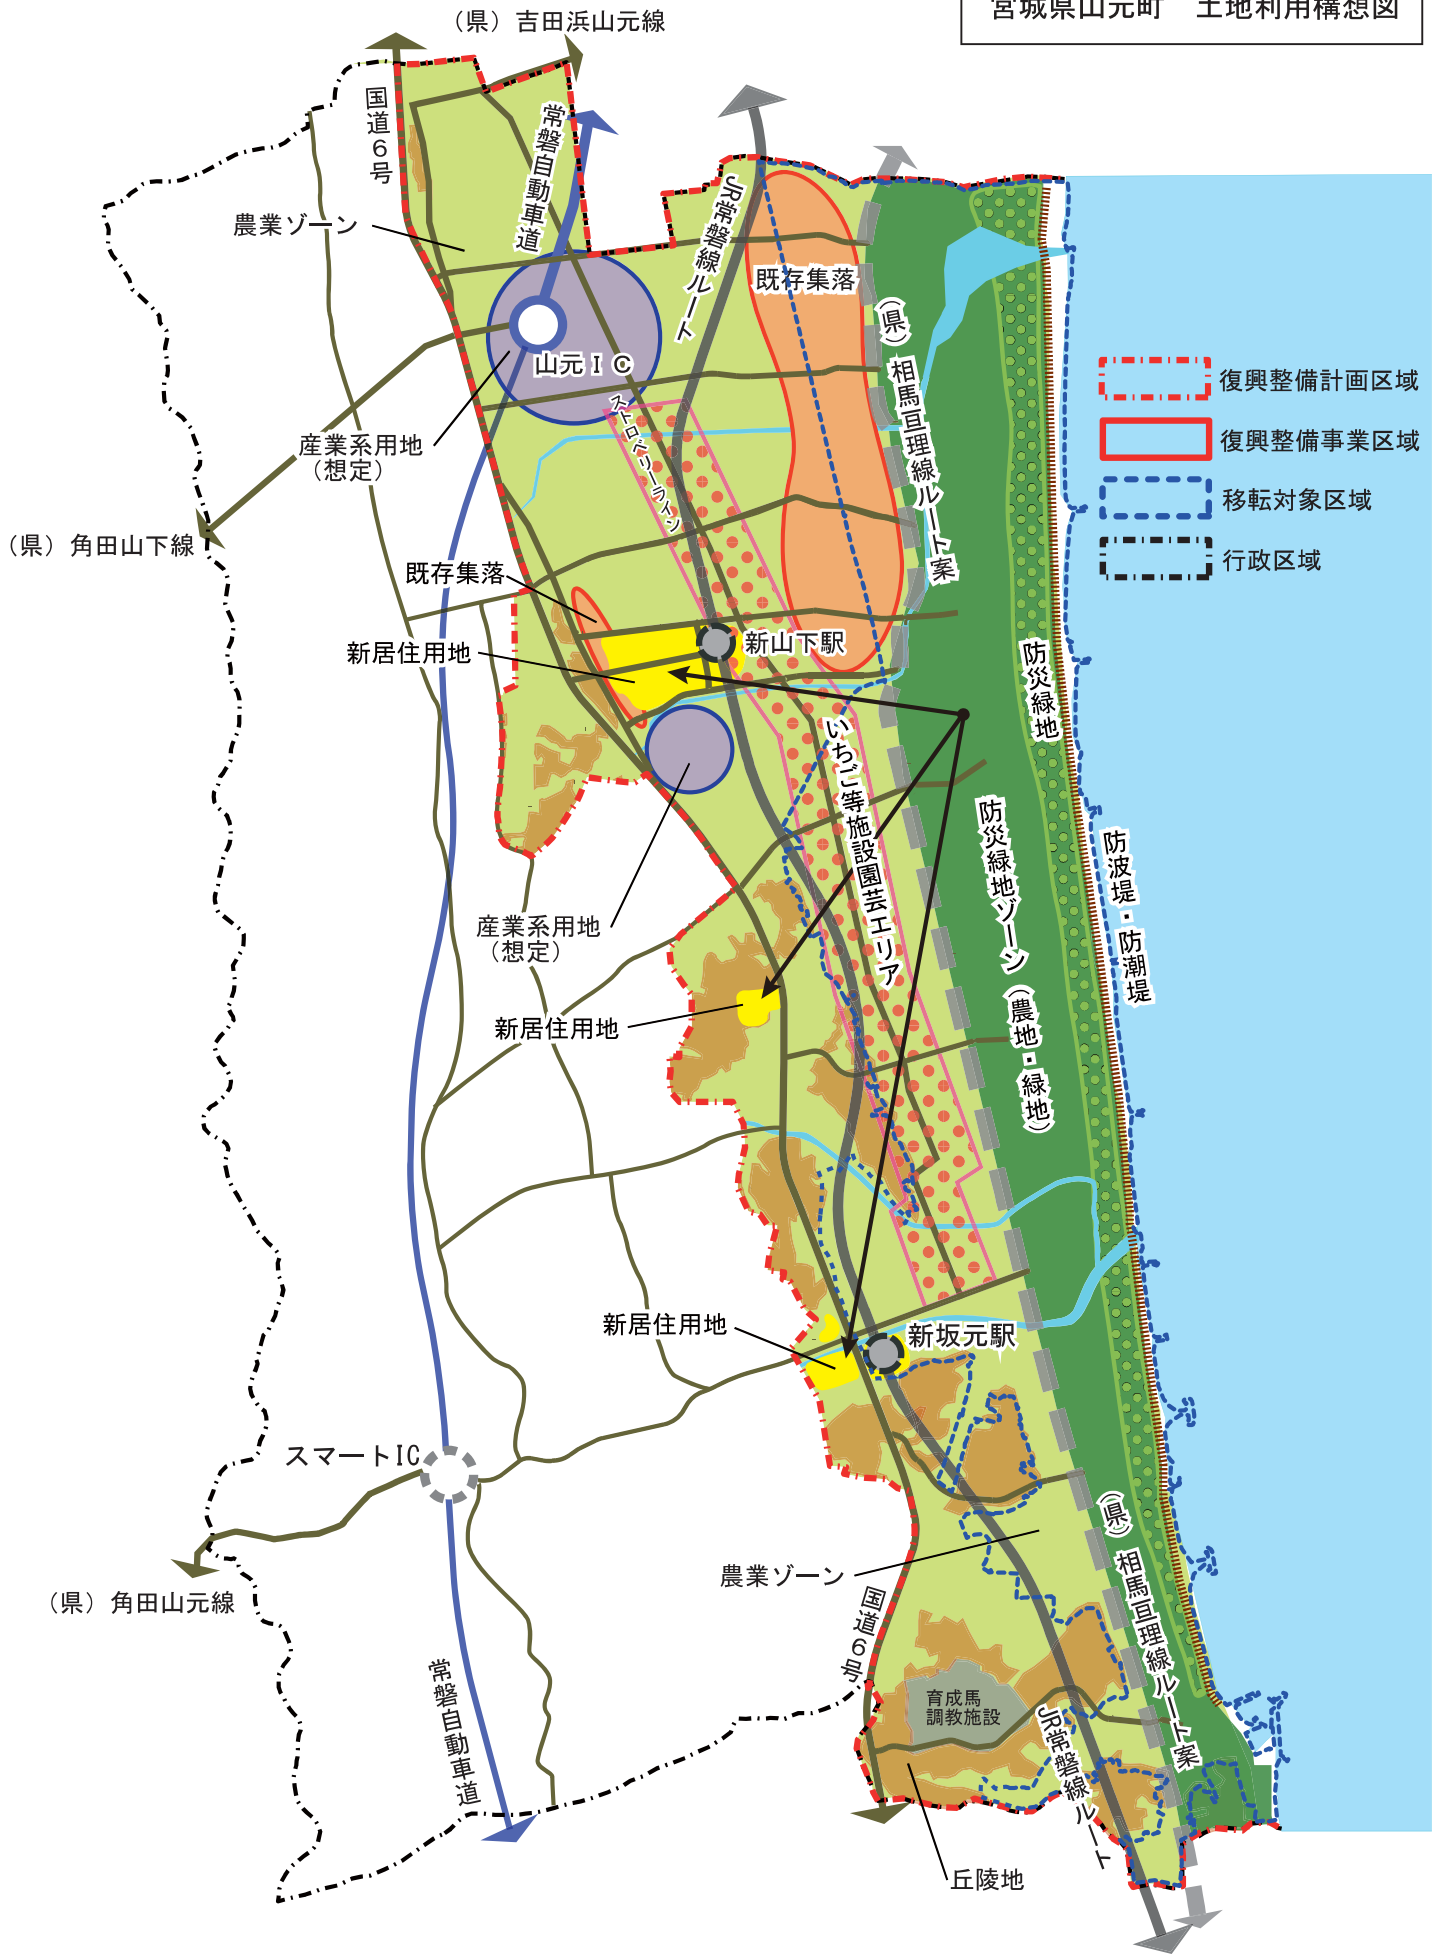 宮城県山元町　土地利用構想図
（県）吉田浜山元線
国道６号
常磐自動車道
農業ゾーン
JR常磐線ルート
既存集落
（県）相馬亘理線ルート案
山元ＩＣ
ストロベリーライン
産業系用地
（想定）
（県）角田山下線
復興整備計画区域
復興整備事業区域
移転対象区域
行政区域
既存集落
新居住用地
新山下駅
防災緑地
いちご等施設園芸エリア
防災緑地ゾーン（農地・緑地）
防波堤・防潮堤
産業系用地
（想定）
新居住用地
新居住用地
新坂元駅
スマートIC
（県）角田山元線
農業ゾーン
国道６号
（県）相馬亘理線ルート案
常磐自動車道
育成馬
調教施設
JR常磐線ルート
丘陵地